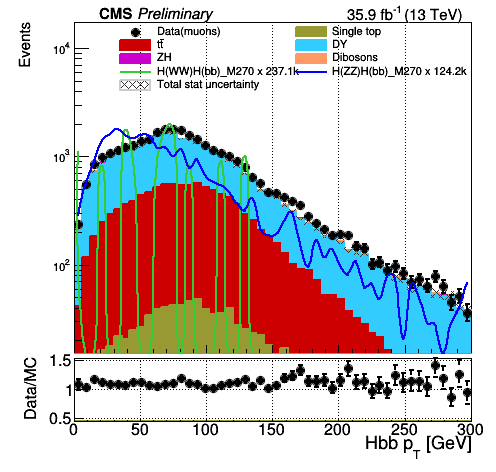 CMS Preliminary 35.9 fb⁻¹ (13 TeV)
Data(muons) Single top
tt̄ DY
ZH Dibosons
H(WW)H(bb)_M270 x 237.1k H(ZZ)H(bb)_M270 x 124.2k
Total stat uncertainty
Events
10⁴
10³
10²
Data/MC
1.5
1
0.5
0 50 100 150 200 250 300
Hbb p_T [GeV]